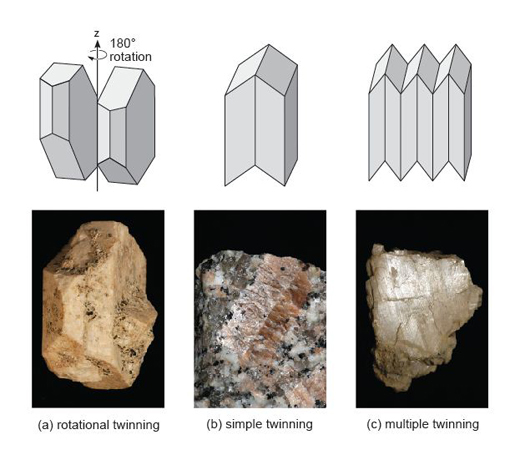 z
180°
rotation
(a) rotational twinning
(b) simple twinning
(c) multiple twinning